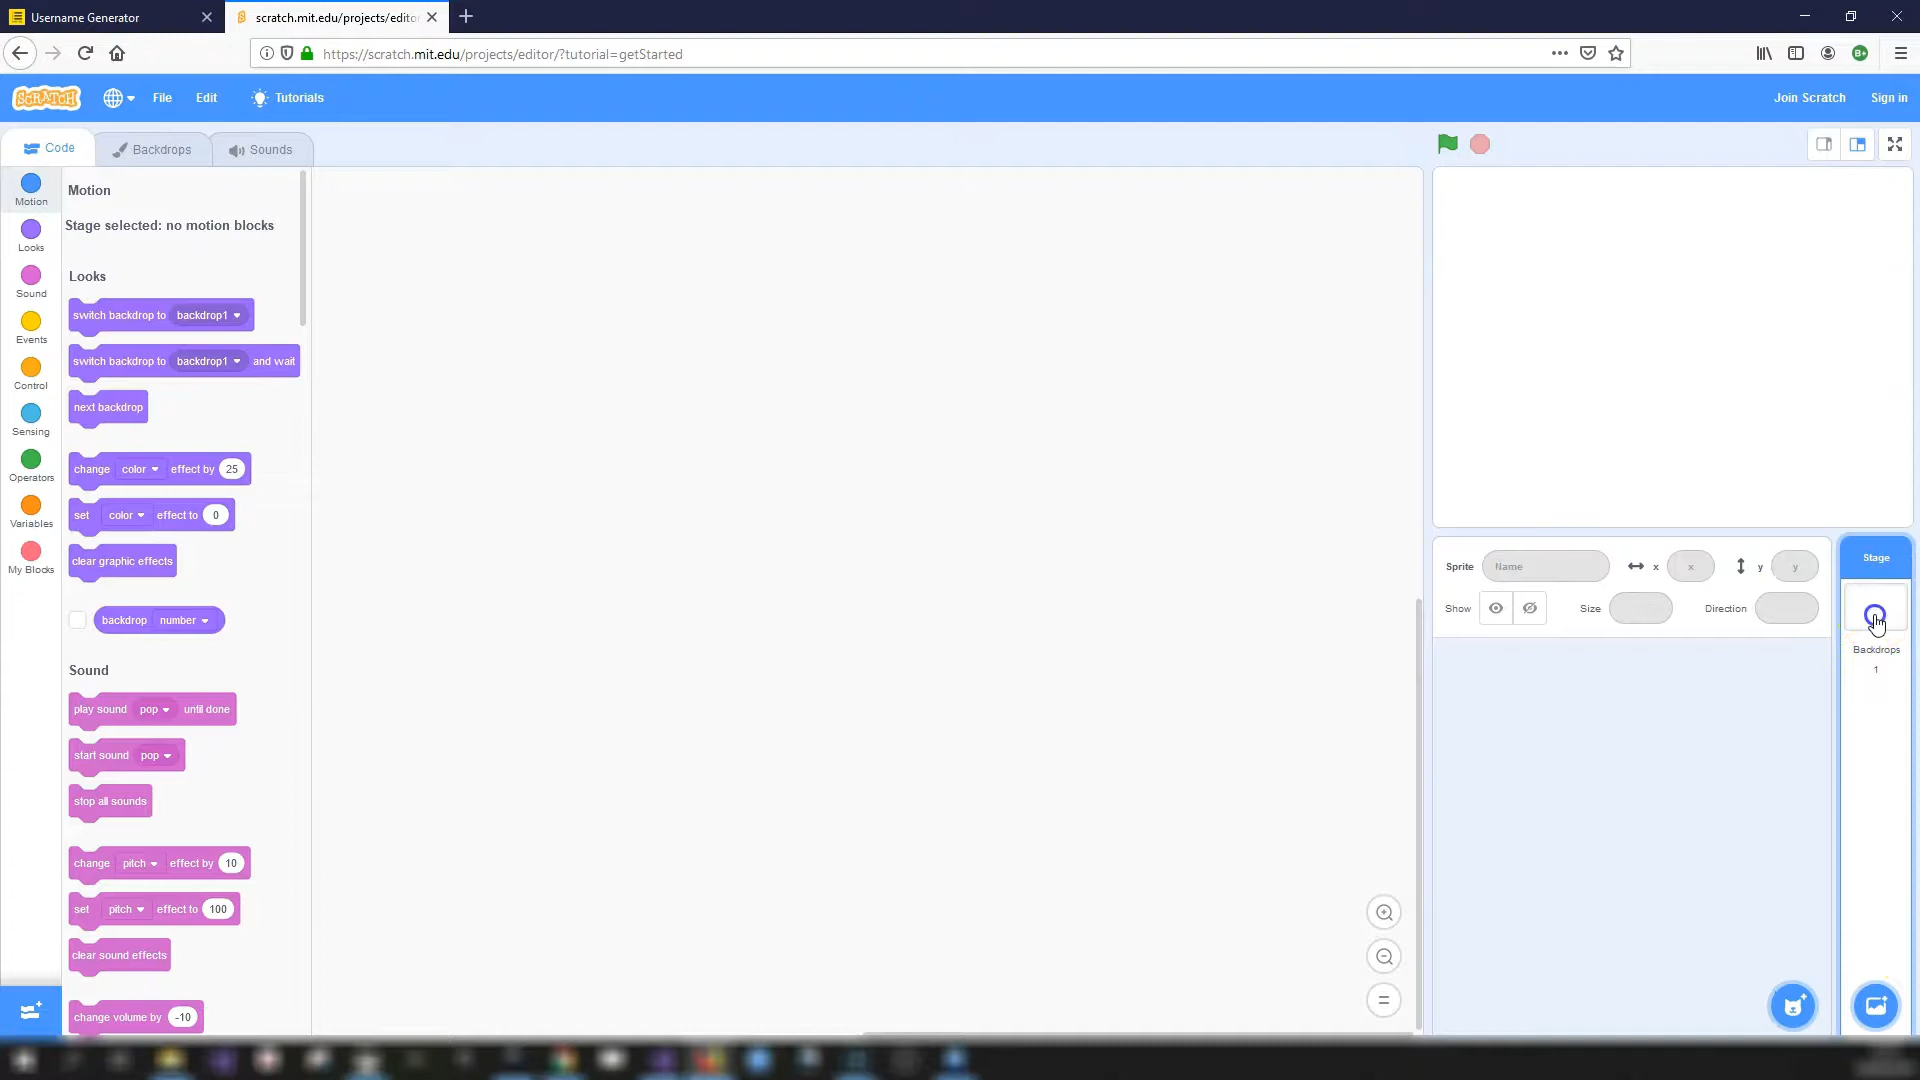 Username Generator
scratch.mit.edu/projects/editor
https://scratch.mit.edu/projects/editor/?tutorial=getStarted
SCRATCH
File
Edit
Tutorials
Join Scratch
Sign in
Code
Backdrops
Sounds
Motion
Looks
Sound
Events
Control
Sensing
Operators
Variables
My Blocks
Motion
Stage selected: no motion blocks
Looks
switch backdrop to backdrop1
switch backdrop to backdrop1 and wait
next backdrop
change color effect by 25
set color effect to 0
clear graphic effects
backdrop number
Sound
play sound pop until done
start sound pop
stop all sounds
change pitch effect by 10
set pitch effect to 100
clear sound effects
change volume by -10
Sprite Name x x y y
Show Size Direction
Stage
Backdrops
1